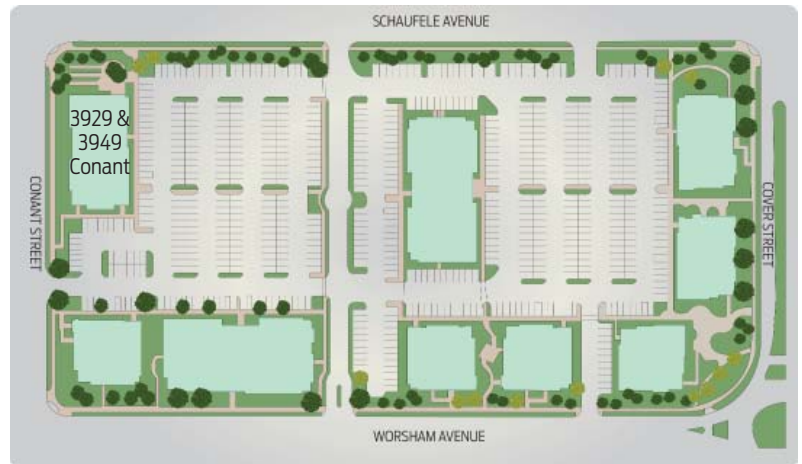 SCHAUFELE AVENUE
3929 &
3949
Conant
CONANT STREET
COVER STREET
WORSHAM AVENUE